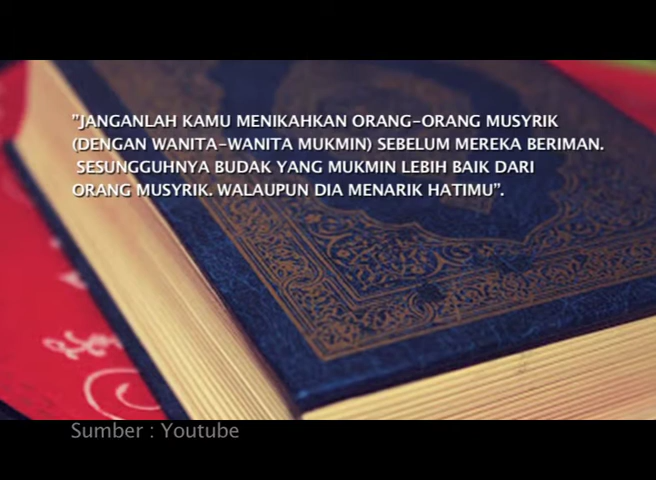 "JANGANLAH KAMU MENIKAHKAN ORANG-ORANG MUSYRIK
(DENGAN WANITA-WANITA MUKMIN) SEBELUM MEREKA BERIMAN.
SESUNGGUHNYA BUDAK YANG MUKMIN LEBIH BAIK DARI
ORANG MUSYRIK. WALAUPUN DIA MENARIK HATIMU".
Sumber : Youtube